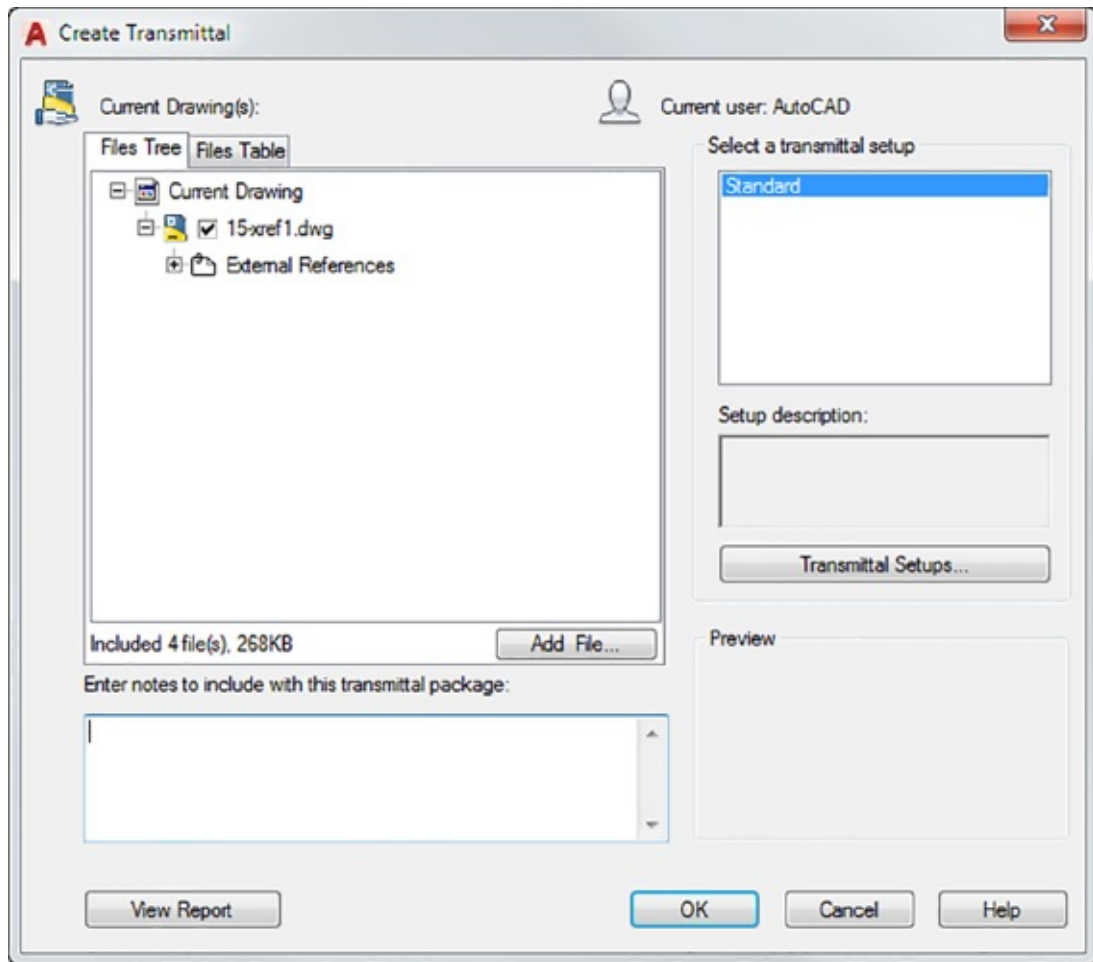 Create Transmittal
Current Drawing(s):
Current user: AutoCAD
Files Tree
Files Table
Current Drawing
15-xref1.dwg
External References
Included 4 file(s), 268KB
Add File...
Enter notes to include with this transmittal package:
Select a transmittal setup
Standard
Setup description:
Transmittal Setups...
Preview
View Report
OK
Cancel
Help